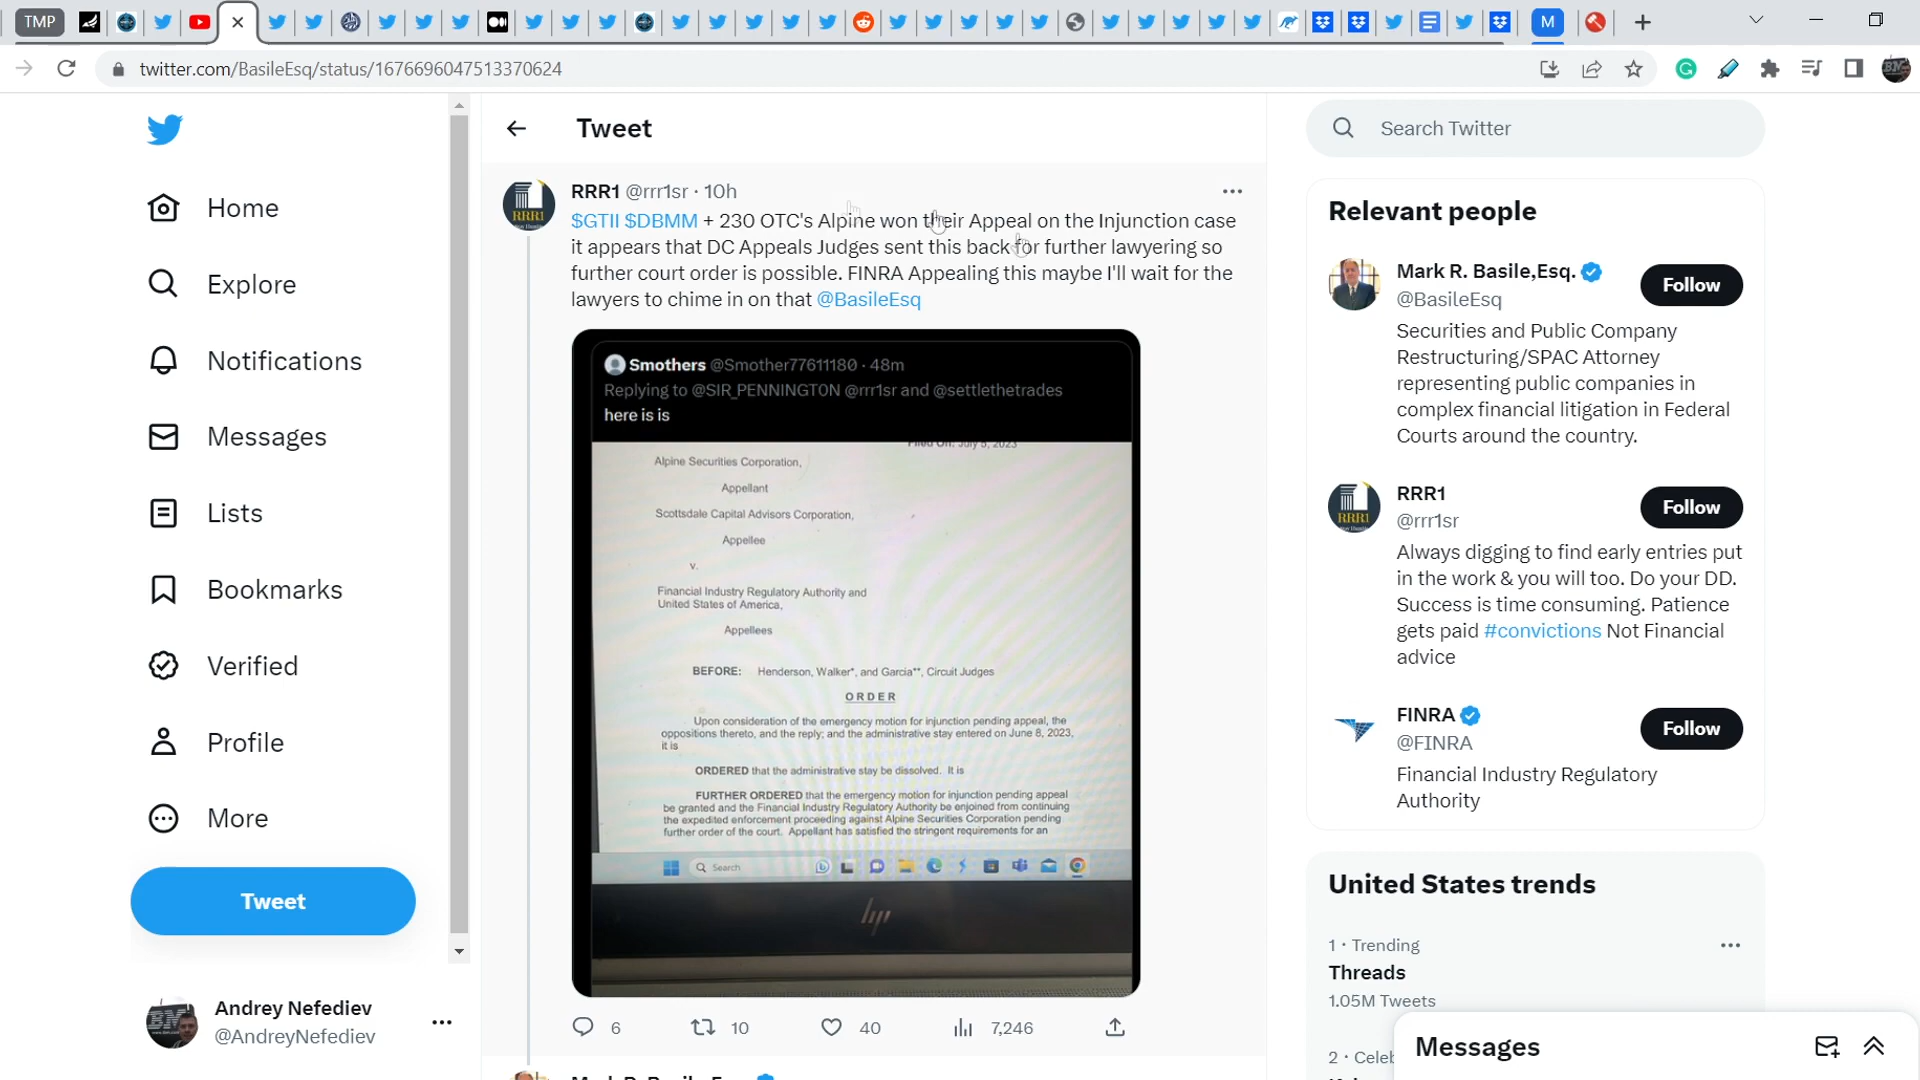 TMP
M
twitter.com/BasileEsq/status/1676696047513370624
Home
Explore
Notifications
Messages
Lists
Bookmarks
Verified
Profile
More
Tweet
Andrey Nefediev
@AndreyNefediev
Tweet
RRR1 @rrr1sr · 10h
$GTII $DBMM + 230 OTC's Alpine won their Appeal on the Injunction case
it appears that DC Appeals Judges sent this back for further lawyering so
further court order is possible. FINRA Appealing this maybe I'll wait for the
lawyers to chime in on that @BasileEsq
Smothers @Smother77611180 · 48m
Replying to @SIR_PENNINGTON @rrr1sr and @settlethetrades
here is is
Filed On: July 5, 2023
Alpine Securities Corporation,
Appellant
Scottsdale Capital Advisors Corporation,
Appellee
v.
Financial Industry Regulatory Authority and
United States of America,
Appellees
BEFORE: Henderson, Walker*, and Garcia**, Circuit Judges
ORDER
Upon consideration of the emergency motion for injunction pending appeal, the
oppositions thereto, and the reply; and the administrative stay entered on June 8, 2023,
it is
ORDERED that the administrative stay be dissolved. It is
FURTHER ORDERED that the emergency motion for injunction pending appeal
be granted and the Financial Industry Regulatory Authority be enjoined from continuing
the expedited enforcement proceeding against Alpine Securities Corporation pending
further order of the court. Appellant has satisfied the stringent requirements for an
Search
hp
6
10
40
7,246
Mark R. Basile, Esq.
Search Twitter
Relevant people
Mark R. Basile,Esq.
@BasileEsq
Follow
Securities and Public Company
Restructuring/SPAC Attorney
representing public companies in
complex financial litigation in Federal
Courts around the country.
RRR1
RRR1
@rrr1sr
Follow
Always digging to find early entries put
in the work & you will too. Do your DD.
Success is time consuming. Patience
gets paid #convictions Not Financial
advice
FINRA
@FINRA
Follow
Financial Industry Regulatory
Authority
United States trends
1 · Trending
Threads
1.05M Tweets
2 · Celeb
Messages